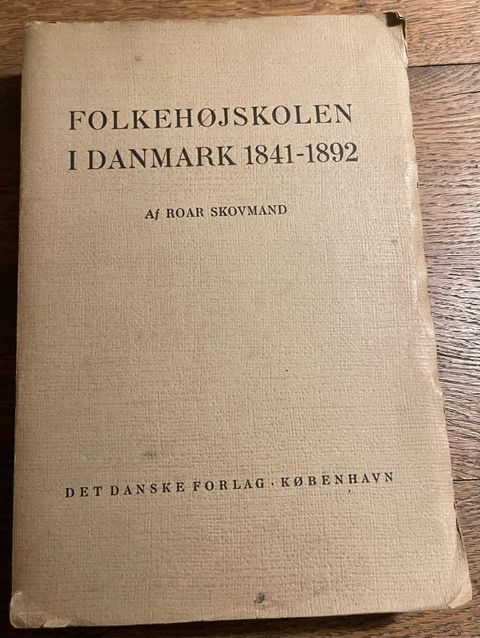 FOLKEHØJSKOLEN
I DANMARK 1841-1892
Af ROAR SKOVMAND
DET DANSKE FORLAG · KØBENHAVN